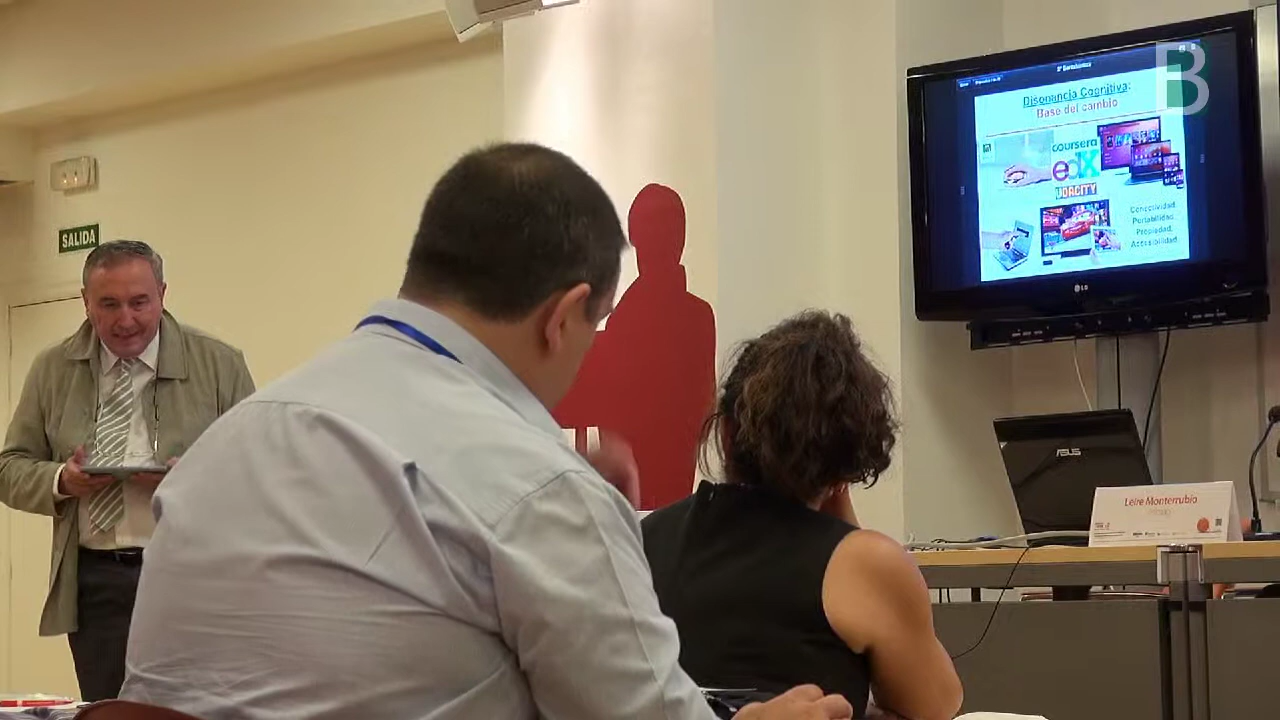 B
SALIDA
Disonancia Cognitiva:
Base del cambio
coursera
edX
UDACITY
Conectividad.
Portabilidad.
Propiedad.
Accesibilidad.
LG
ASUS
Leire Monterrubio